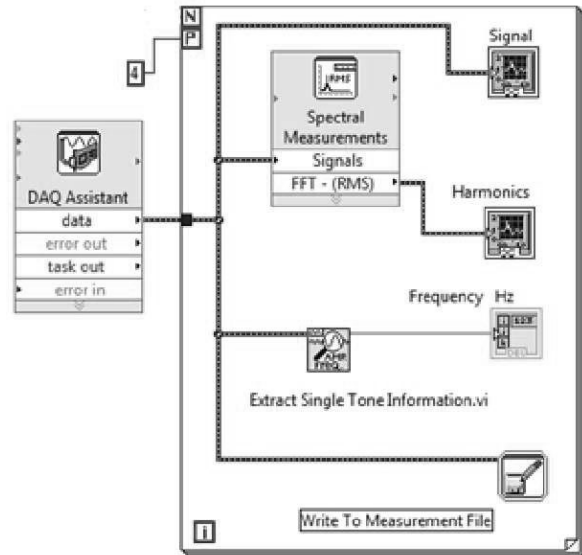 N
P
4
Signal
RMS
Spectral
Measurements
Signals
FFT - (RMS)
DAQ Assistant
data
error out
task out
error in
Harmonics
Frequency Hz
Extract Single Tone Information.vi
Write To Measurement File
i